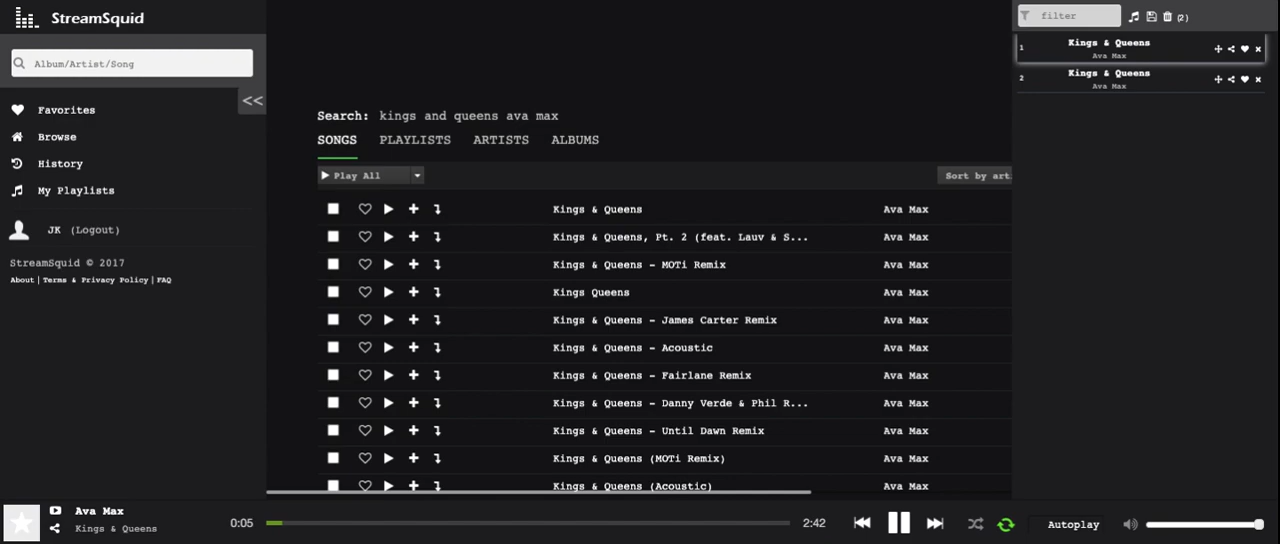 StreamSquid
Album/Artist/Song
<<
Favorites
Browse
History
My Playlists
JK (Logout)
StreamSquid © 2017
About | Terms & Privacy Policy | FAQ
Search: kings and queens ava max
SONGS PLAYLISTS ARTISTS ALBUMS
Play All
Sort by art
Kings & Queens Ava Max
Kings & Queens, Pt. 2 (feat. Lauv & S... Ava Max
Kings & Queens – MOTi Remix Ava Max
Kings Queens Ava Max
Kings & Queens – James Carter Remix Ava Max
Kings & Queens – Acoustic Ava Max
Kings & Queens – Fairlane Remix Ava Max
Kings & Queens – Danny Verde & Phil R... Ava Max
Kings & Queens – Until Dawn Remix Ava Max
Kings & Queens (MOTi Remix) Ava Max
Kings & Queens (Acoustic) Ava Max
filter (2)
1 Kings & Queens
Ava Max
2 Kings & Queens
Ava Max
Ava Max
Kings & Queens
0:05 2:42 Autoplay